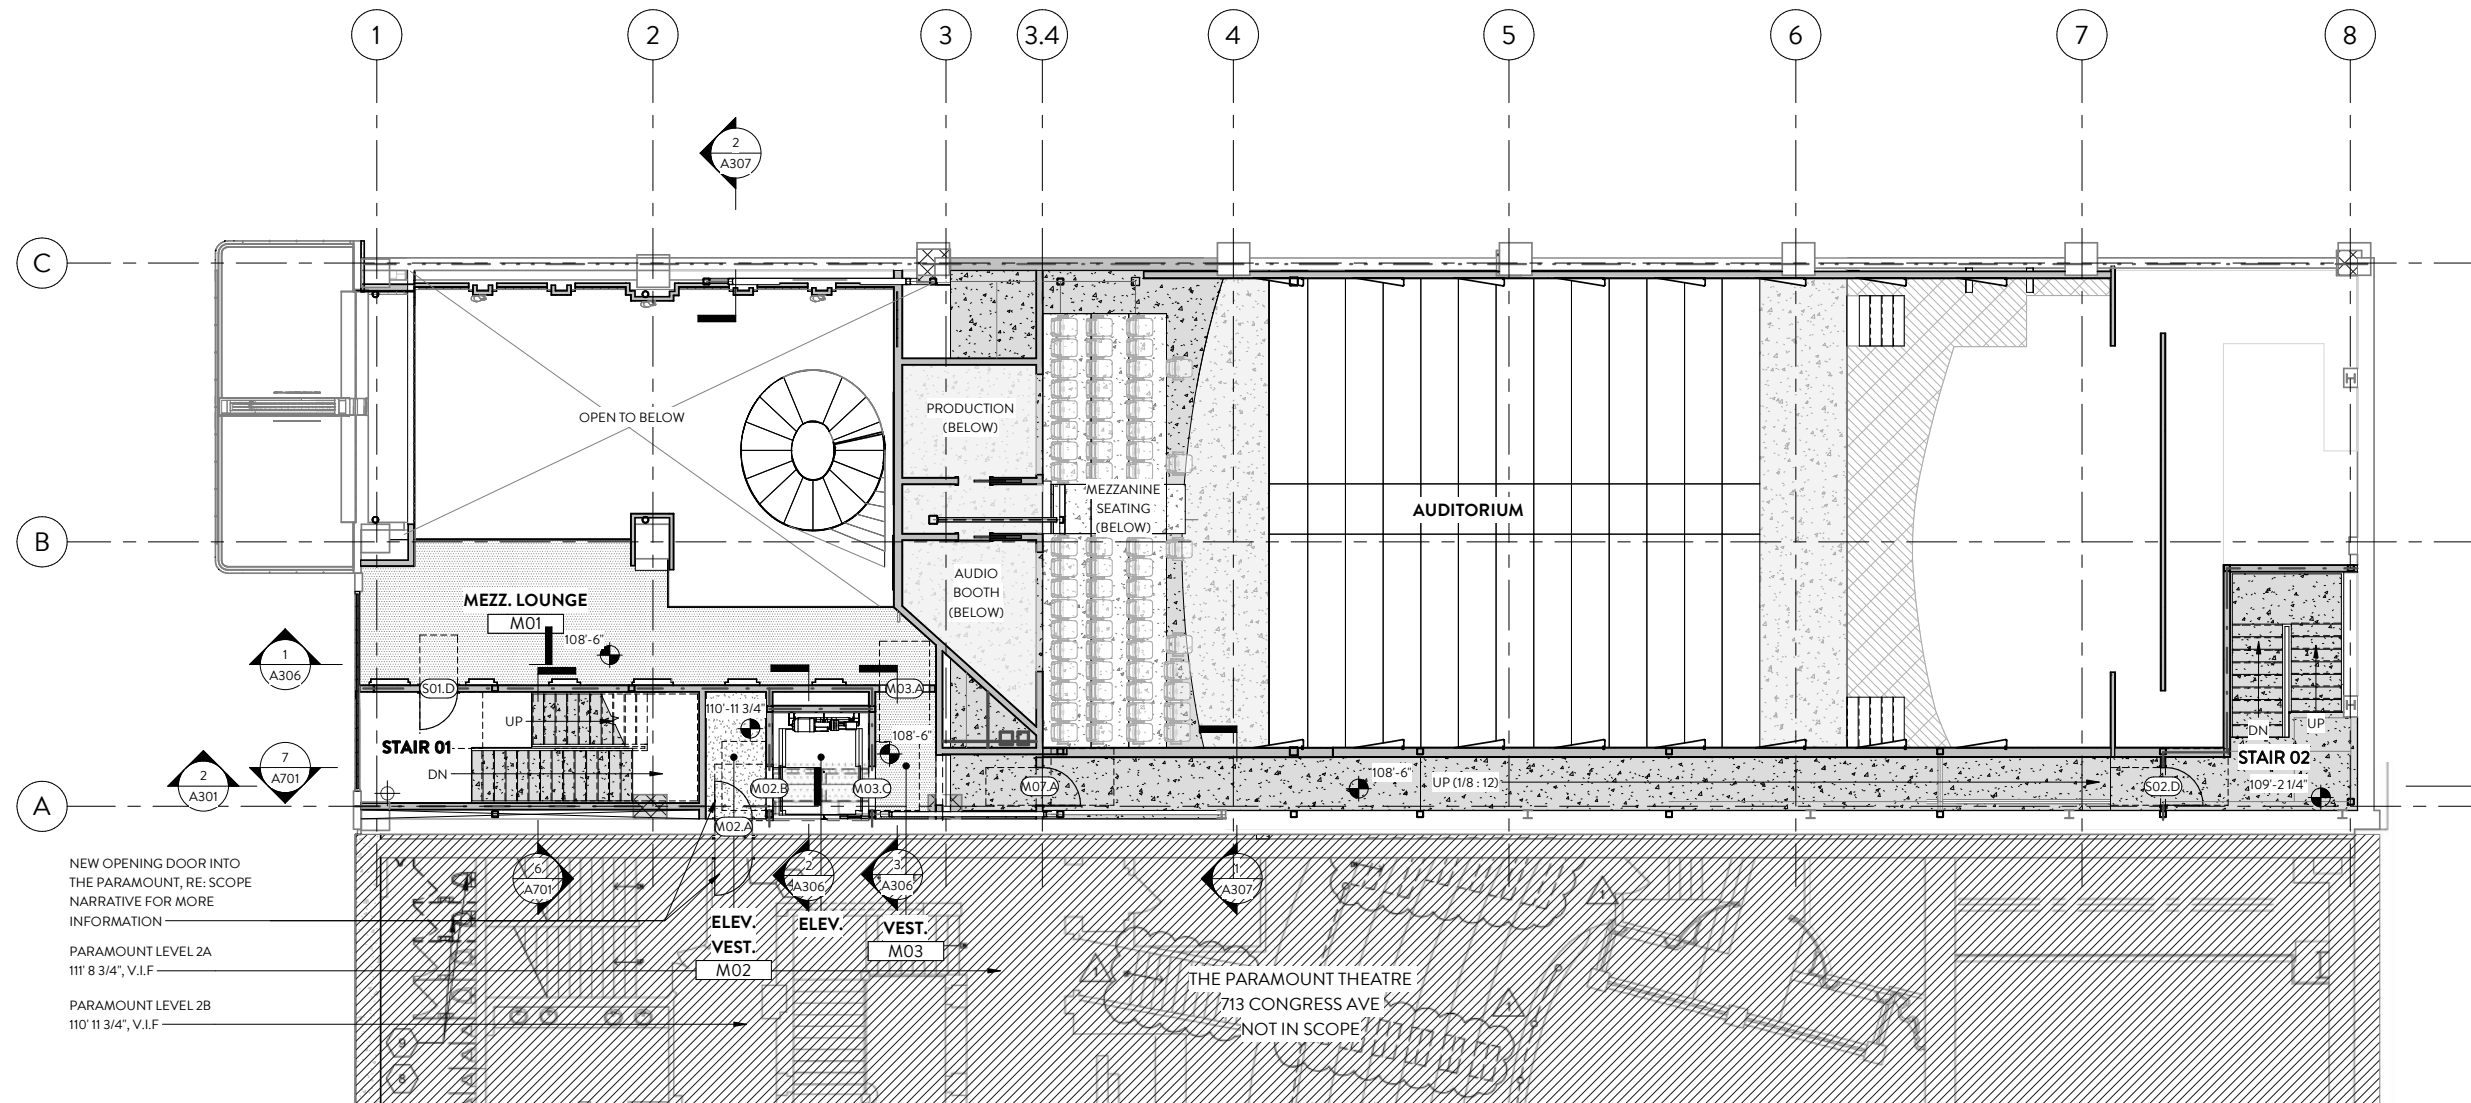 1
2
3
3.4
4
5
6
7
8
2
A307
C
OPEN TO BELOW
PRODUCTION
(BELOW)
MEZZANINE
SEATING
(BELOW)
AUDITORIUM
B
AUDIO
BOOTH
(BELOW)
MEZZ. LOUNGE
M01
108'-6"
1
A306
S01.D
M03.A
110'-11 3/4"
UP
108'-6"
STAIR 01
DN
7
A701
2
A301
M02.B
M03.C
M07.A
108'-6"
UP (1/8 : 12)
DN
UP
STAIR 02
109'-2 1/4"
S02.D
A
M02.A
6
A701
2
A306
3
A306
1
A307
NEW OPENING DOOR INTO
THE PARAMOUNT, RE: SCOPE
NARRATIVE FOR MORE
INFORMATION
ELEV.
VEST.
M02
ELEV.
VEST.
M03
1
PARAMOUNT LEVEL 2A
111' 8 3/4", V.I.F
1
THE PARAMOUNT THEATRE
713 CONGRESS AVE
NOT IN SCOPE
1
PARAMOUNT LEVEL 2B
110' 11 3/4", V.I.F
9
8